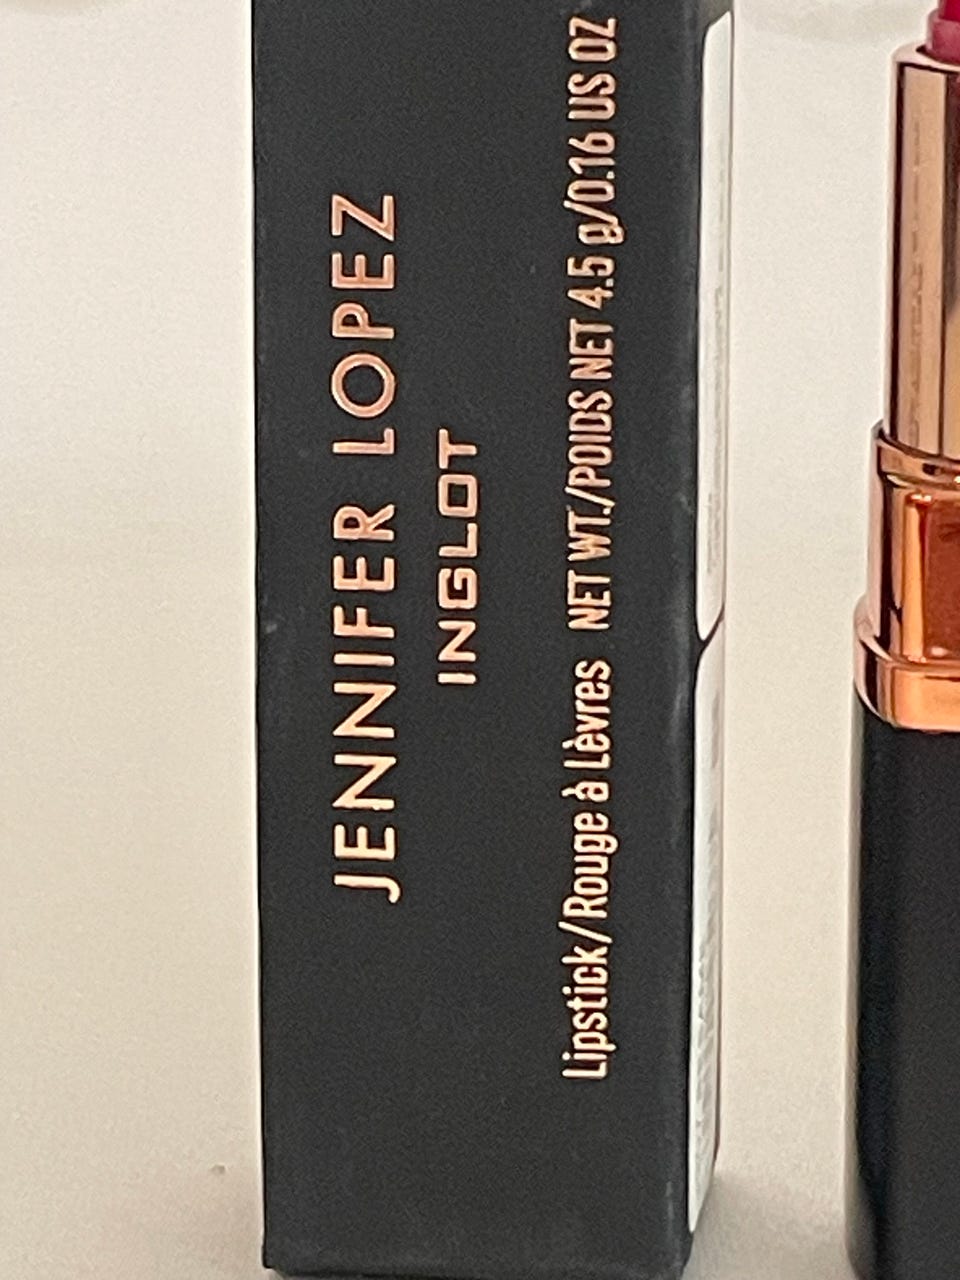 JENNIFER LOPEZ
INGLOT
Lipstick/Rouge à Lèvres NET WT./POIDS NET 4.5 g/0.16 US OZ